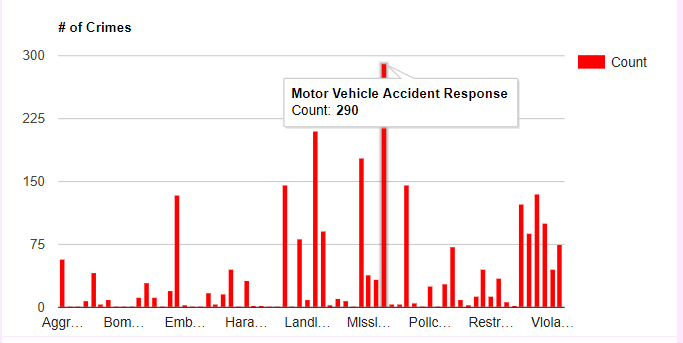 # of Crimes
300
Count
Motor Vehicle Accident Response
Count: 290
225
150
75
0
Aggr... Bom... Emb... Hara... Landl... Missi... Polic... Restr... Viola...